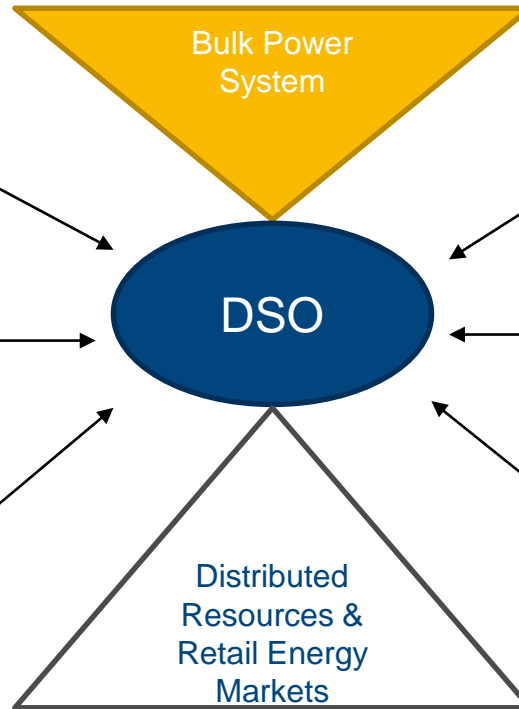 Bulk Power
System
DSO
Distributed
Resources &
Retail Energy
Markets